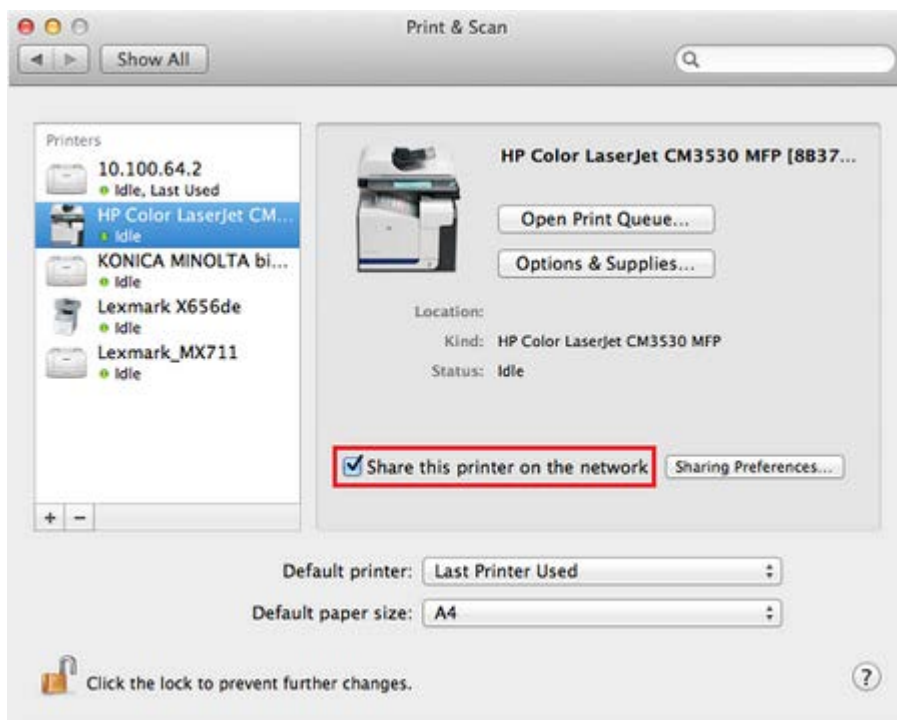 Print & Scan
Show All
Printers
10.100.64.2
Idle, Last Used
HP Color LaserJet CM...
Idle
KONICA MINOLTA bi...
Idle
Lexmark X656de
Idle
Lexmark_MX711
Idle
+ −
HP Color LaserJet CM3530 MFP [8B37...
Open Print Queue...
Options & Supplies...
Location:
Kind: HP Color LaserJet CM3530 MFP
Status: Idle
Share this printer on the network
Sharing Preferences...
Default printer: Last Printer Used
Default paper size: A4
Click the lock to prevent further changes.
?